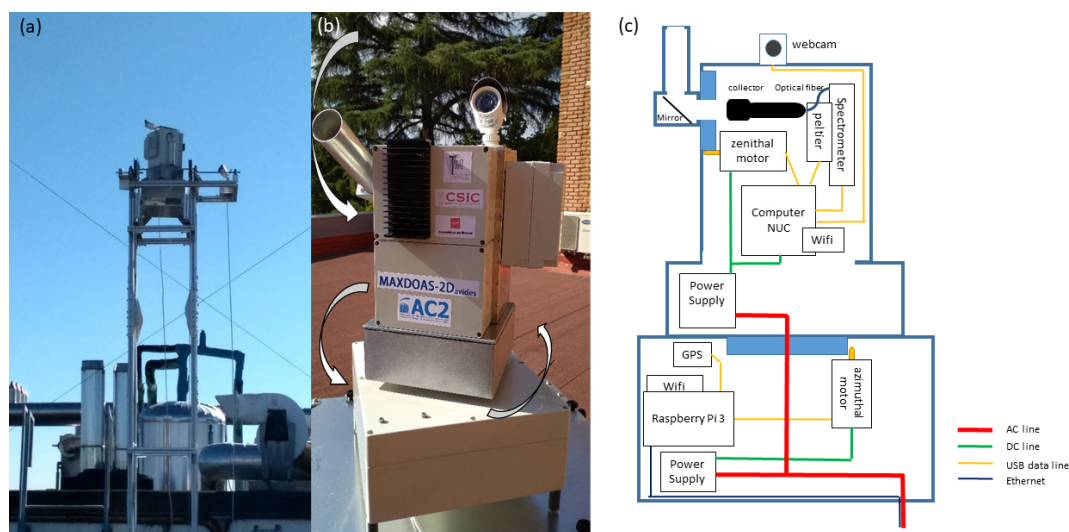 (a)
(b)
CSIC
MAXDOAS-2Davides
AC2
(c)
webcam
collector
Optical fiber
Mirror
Spectrometer
peltier
zenithal
motor
Computer
NUC
Wifi
Power
Supply
GPS
Wifi
azimuthal
motor
Raspberry Pi 3
Power
Supply
AC line
DC line
USB data line
Ethernet